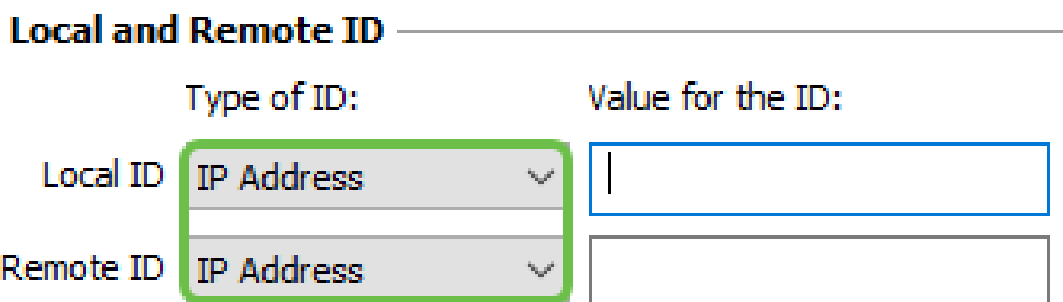 Local and Remote ID
Type of ID: Value for the ID:
Local ID IP Address
Remote ID IP Address